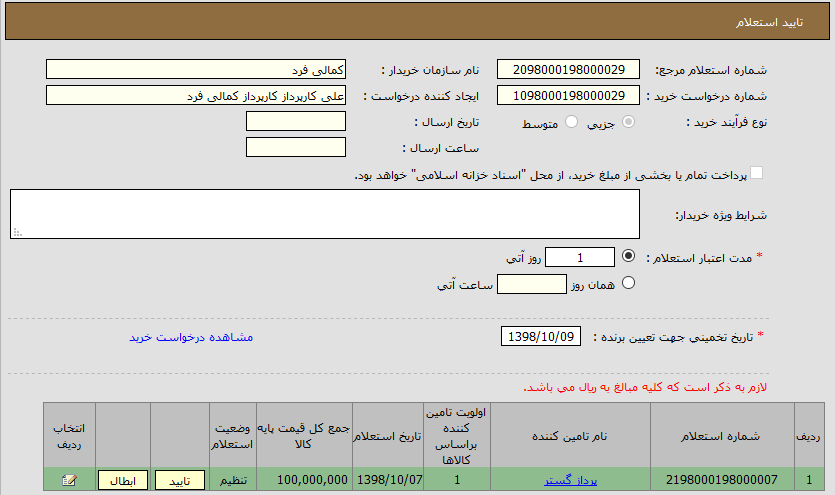 تایید استعلام
شماره استعلام مرجع: 2098000198000029 نام سازمان خریدار : کمالی فرد
شماره درخواست خرید : 1098000198000029 ایجاد کننده درخواست : علی کارپرداز کارپرداز کمالی فرد
نوع فرآیند خرید : جزیی متوسط تاریخ ارسال :
ساعت ارسال :
پرداخت تمام یا بخشی از مبلغ خرید، از محل "اسناد خزانه اسلامی" خواهد بود.
شرایط ویژه خریدار:
* مدت اعتبار استعلام : 1 روز آتی
همان روز ساعت آتی
* تاریخ تخمینی جهت تعیین برنده : 1398/10/09 مشاهده درخواست خرید
لازم به ذکر است که کلیه مبالغ به ریال می باشد.
ردیف شماره استعلام نام تامین کننده اولویت تامین کننده براساس کالاها تاریخ استعلام جمع کل قیمت پایه کالا وضعیت استعلام انتخاب ردیف
1 2198000198000007 پرداز گستر 1 1398/10/07 100,000,000 تنظیم تایید ابطال